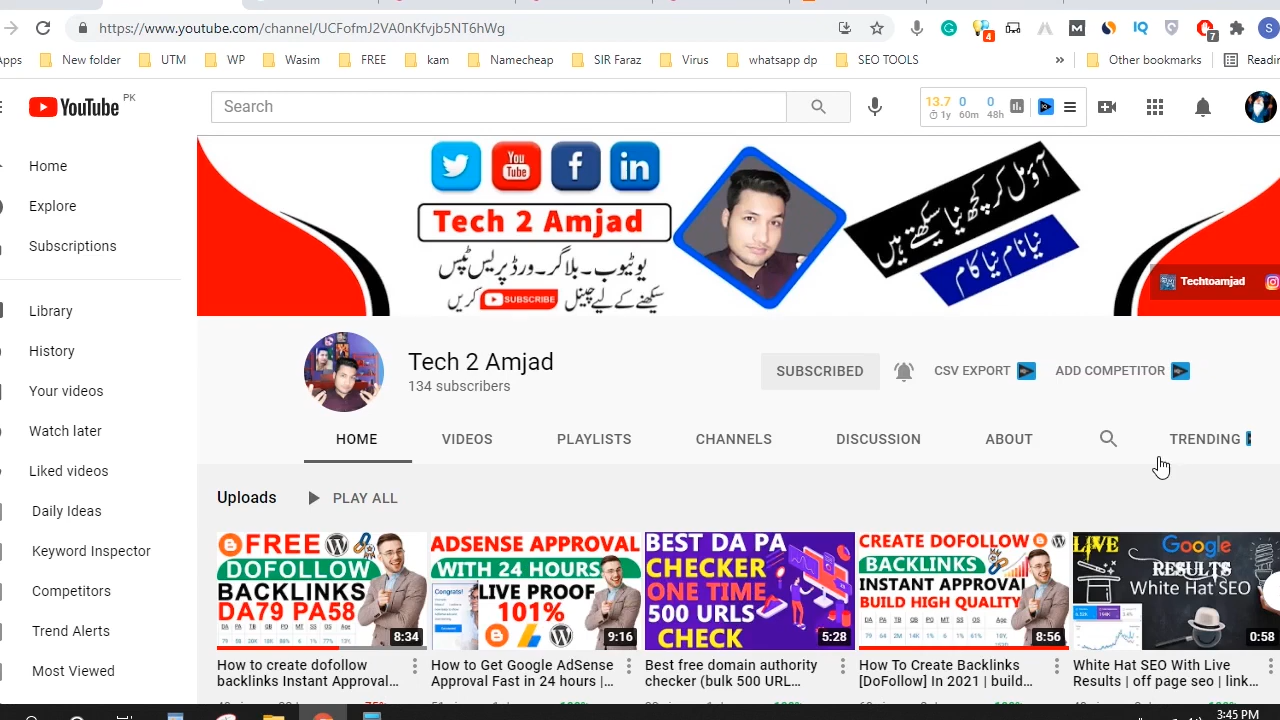 https://www.youtube.com/channel/UCFofmJ2VA0nKfvjb5NT6hWg
4
7
S
Apps
New folder
UTM
WP
Wasim
FREE
kam
Namecheap
SIR Faraz
Virus
whatsapp dp
SEO TOOLS
»
Other bookmarks
YouTube PK
Search
13.7 0 0
1y 60m 48h
Home
Explore
Subscriptions
Library
History
Your videos
Watch later
Liked videos
Daily Ideas
Keyword Inspector
Competitors
Trend Alerts
Most Viewed
You Tube
Tech 2 Amjad
یوٹیوب۔بلاگر۔ورڈپریس ٹپس
سیکھنے کے لیے چینل SUBSCRIBE کریں
آؤ مل کر کچھ نیا سیکھتے ہیں
نیا نام نیا کام
Techtoamjad
Tech 2 Amjad
134 subscribers
SUBSCRIBED
CSV EXPORT
ADD COMPETITOR
HOME
VIDEOS
PLAYLISTS
CHANNELS
DISCUSSION
ABOUT
TRENDING
Uploads
PLAY ALL
FREE
DOFOLLOW
BACKLINKS
DA79 PA58
8:34
How to create dofollow
backlinks Instant Approval...
ADSENSE APPROVAL
WITH 24 HOURS
LIVE PROOF
101%
Congrats!
9:16
How to Get Google AdSense
Approval Fast in 24 hours |...
BEST DA PA
CHECKER
ONE TIME
500 URLS
CHECK
5:28
Best free domain authority
checker (bulk 500 URL...
CREATE DOFOLLOW
BACKLINKS
INSTANT APPROVAL
BUILD HIGH QUALITY
8:56
How To Create Backlinks
[DoFollow] In 2021 | build...
LIVE Google
RESULTS
White Hat SEO
0:58
White Hat SEO With Live
Results | off page seo | link...
3:45 PM